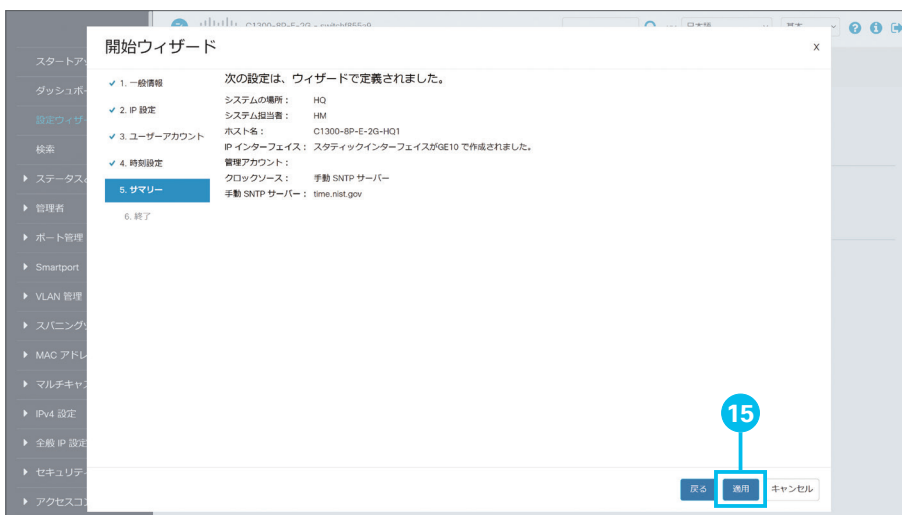 C1300-8P-E-2G - switchf855a9
日本語
基本
開始ウィザード
X
スタートア
ダッシュボー
設定ウィザ
検索
ステータス
管理者
ポート管理
Smartport
VLAN 管理
スパニング
MAC アドレ
マルチキャ
IPv4 設定
全般 IP 設定
セキュリテ
アクセスコ
✔ 1. 一般情報
✔ 2. IP 設定
✔ 3. ユーザーアカウント
✔ 4. 時刻設定
5. サマリー
6. 終了
次の設定は、ウィザードで定義されました。
システムの場所： HQ
システム担当者： HM
ホスト名： C1300-8P-E-2G-HQ1
IP インターフェイス： スタティックインターフェイスがGE10 で作成されました。
管理アカウント：
クロックソース： 手動 SNTP サーバー
手動 SNTP サーバー： time.nist.gov
15
戻る
適用
キャンセル